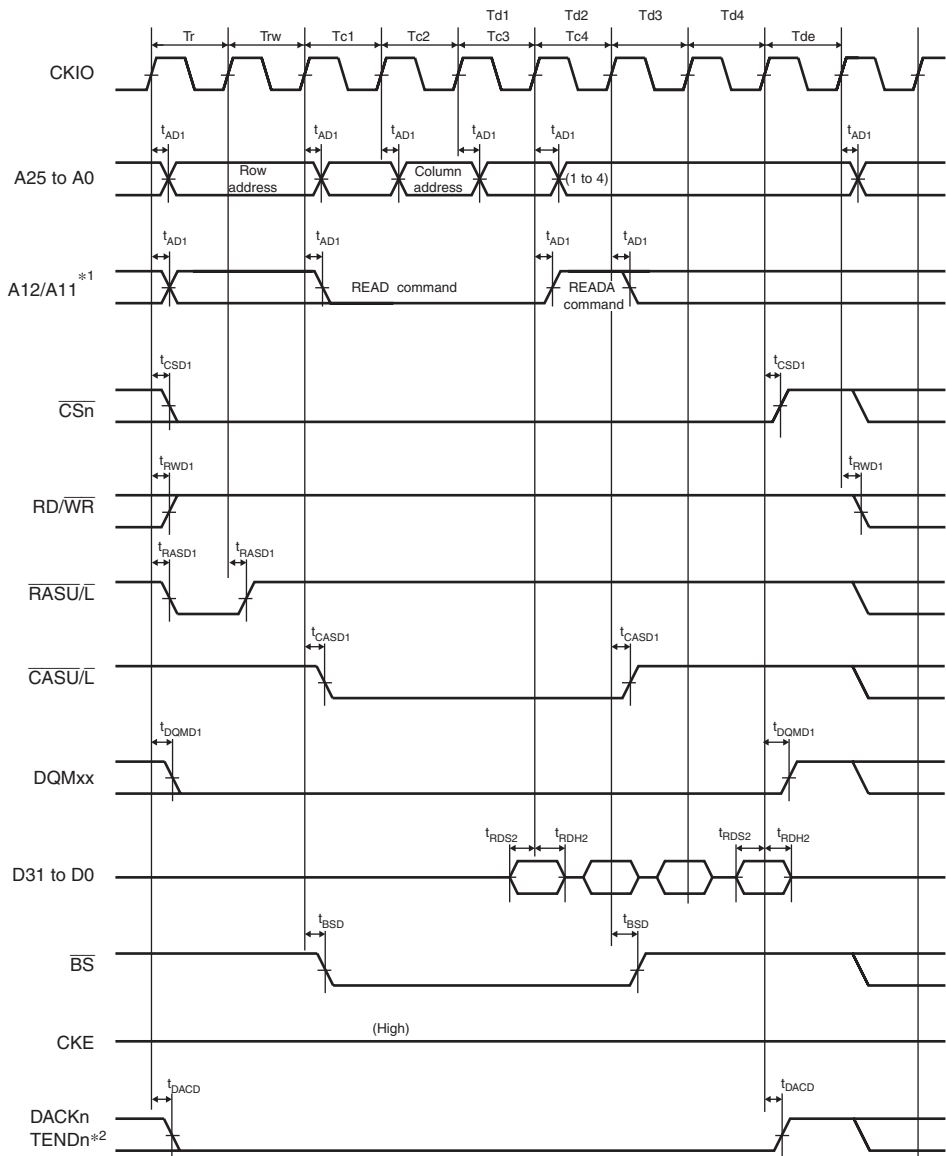 Td1 Td2 Td3 Td4
Tr Trw Tc1 Tc2 Tc3 Tc4 Tde
CKIO
tAD1 tAD1 tAD1 tAD1 tAD1 tAD1
A25 to A0 Row address Column address (1 to 4)
tAD1 tAD1 tAD1 tAD1
A12/A11 *1 READ command READA command
tCSD1 tCSD1
CSn
tRWD1 tRWD1
RD/WR
tRASD1 tRASD1
RASU/L
tCASD1 tCASD1
CASU/L
tDQMD1 tDQMD1
DQMxx
tRDS2 tRDH2 tRDS2 tRDH2
D31 to D0
tBSD tBSD
BS
(High)
CKE
tDACD tDACD
DACKn
TENDn*2